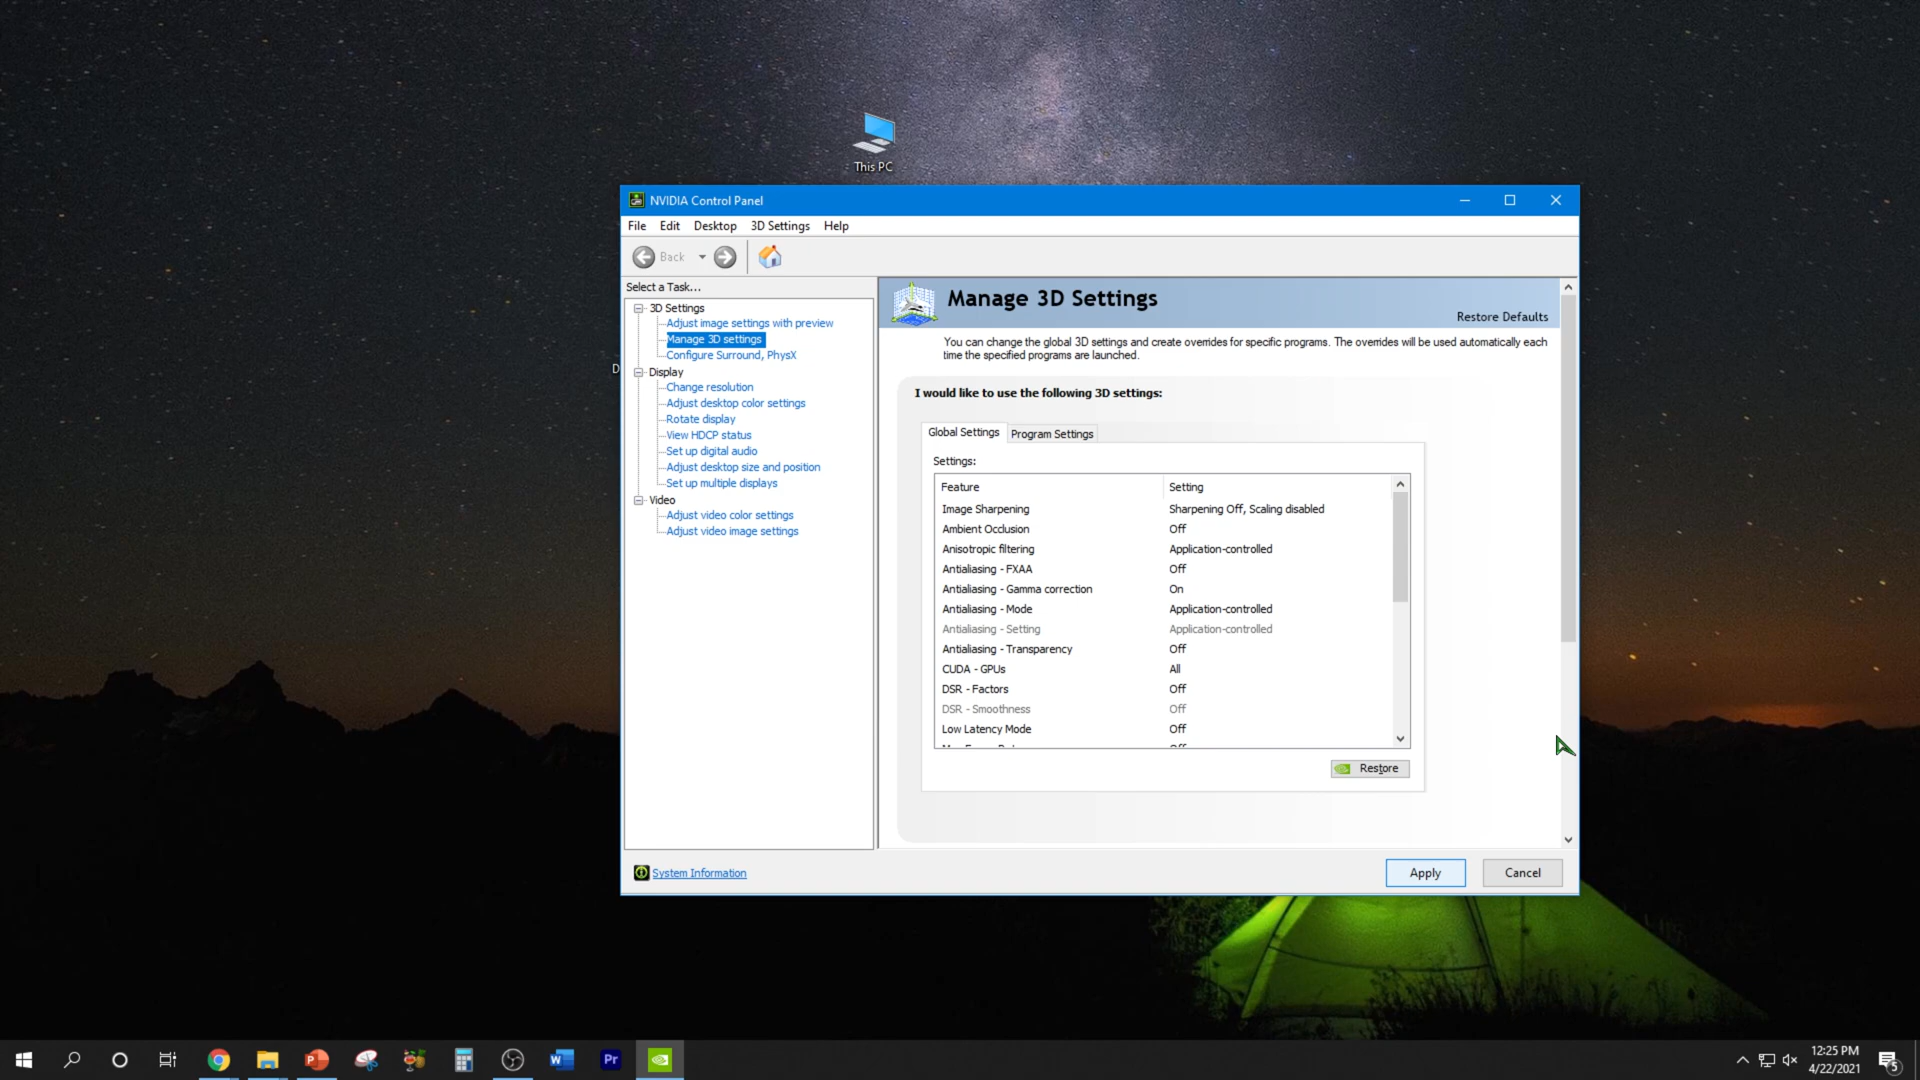 This PC
NVIDIA Control Panel
File Edit Desktop 3D Settings Help
Back
Select a Task...
3D Settings
Adjust image settings with preview
Manage 3D settings
Configure Surround, PhysX
Display
Change resolution
Adjust desktop color settings
Rotate display
View HDCP status
Set up digital audio
Adjust desktop size and position
Set up multiple displays
Video
Adjust video color settings
Adjust video image settings
System Information
D
Manage 3D Settings
Restore Defaults
You can change the global 3D settings and create overrides for specific programs. The overrides will be used automatically each
time the specified programs are launched.
I would like to use the following 3D settings:
Global Settings Program Settings
Settings:
Feature Setting
Image Sharpening Sharpening Off, Scaling disabled
Ambient Occlusion Off
Anisotropic filtering Application-controlled
Antialiasing - FXAA Off
Antialiasing - Gamma correction On
Antialiasing - Mode Application-controlled
Antialiasing - Setting Application-controlled
Antialiasing - Transparency Off
CUDA - GPUs All
DSR - Factors Off
DSR - Smoothness Off
Low Latency Mode Off
Restore
Apply Cancel
P W Pr
12:25 PM
4/22/2021
5